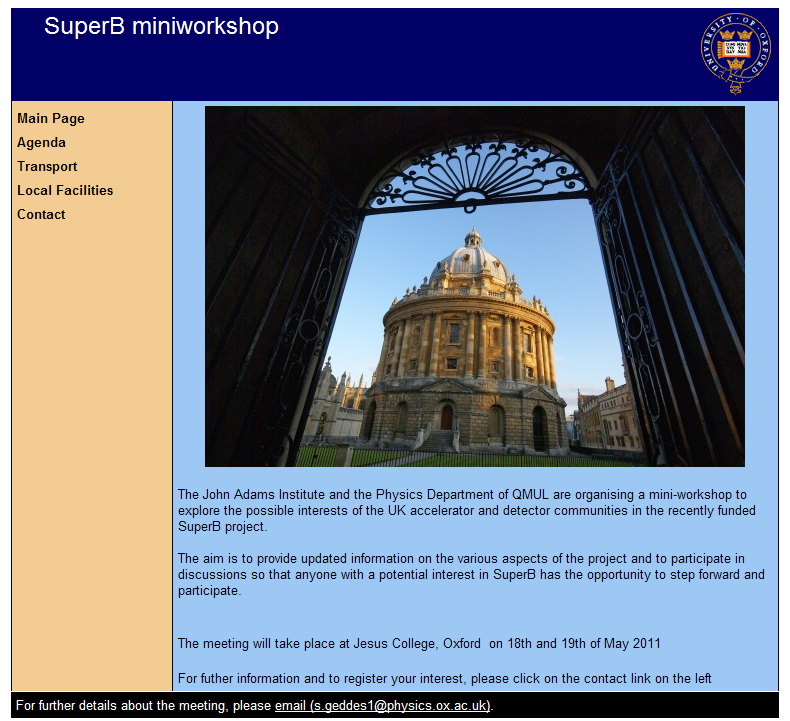 SuperB miniworkshop
UNIVERSITY · OF · OXFORD
Main Page
Agenda
Transport
Local Facilities
Contact
The John Adams Institute and the Physics Department of QMUL are organising a mini-workshop to
explore the possible interests of the UK accelerator and detector communities in the recently funded
SuperB project.
The aim is to provide updated information on the various aspects of the project and to participate in
discussions so that anyone with a potential interest in SuperB has the opportunity to step forward and
participate.
The meeting will take place at Jesus College, Oxford  on 18th and 19th of May 2011
For futher information and to register your interest, please click on the contact link on the left
For further details about the meeting, please email (s.geddes1@physics.ox.ac.uk).